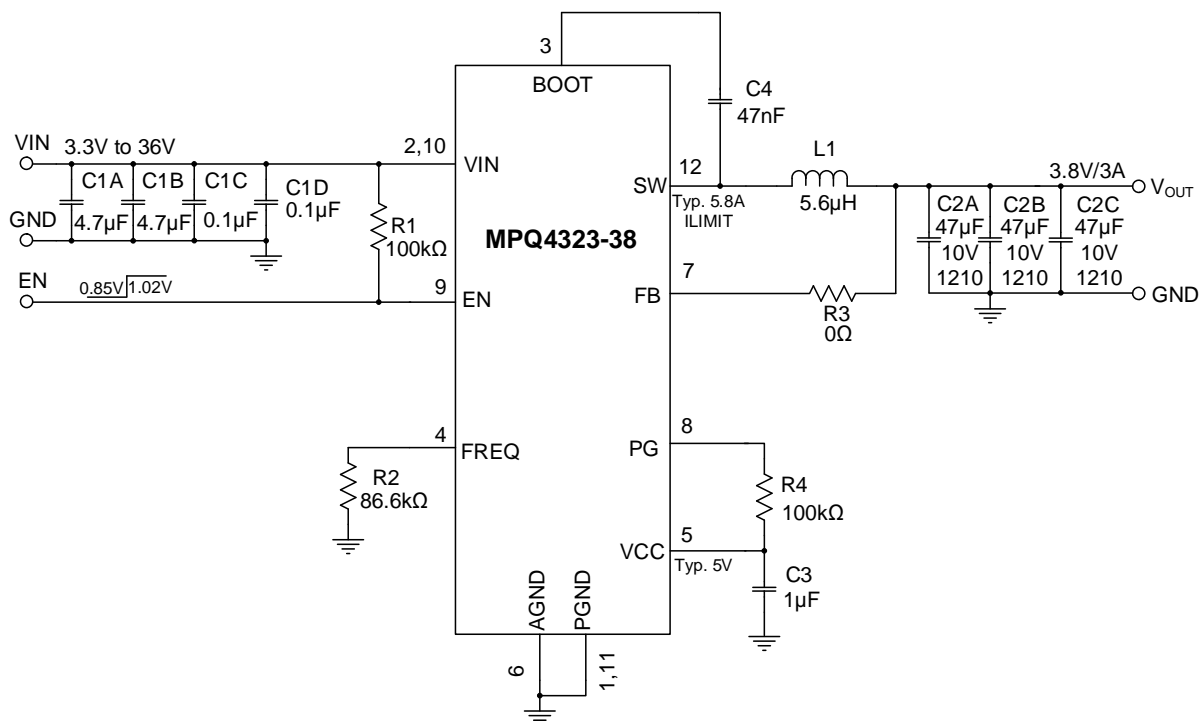 3
BOOT
C4
47nF
VIN
3.3V to 36V
2,10
VIN
12
L1
3.8V/3A
C1A
C1B
C1C
C1D
SW
VOUT
4.7µF
4.7µF
0.1µF
0.1µF
Typ. 5.8A
ILIMIT
5.6µH
C2A
C2B
C2C
GND
R1
100kΩ
MPQ4323-38
47µF
47µF
47µF
10V
10V
10V
1210
1210
1210
EN
0.85V
1.02V
9
EN
7
FB
R3
0Ω
GND
4
FREQ
8
PG
R2
86.6kΩ
R4
100kΩ
5
VCC
Typ. 5V
C3
1µF
AGND
PGND
6
1,11